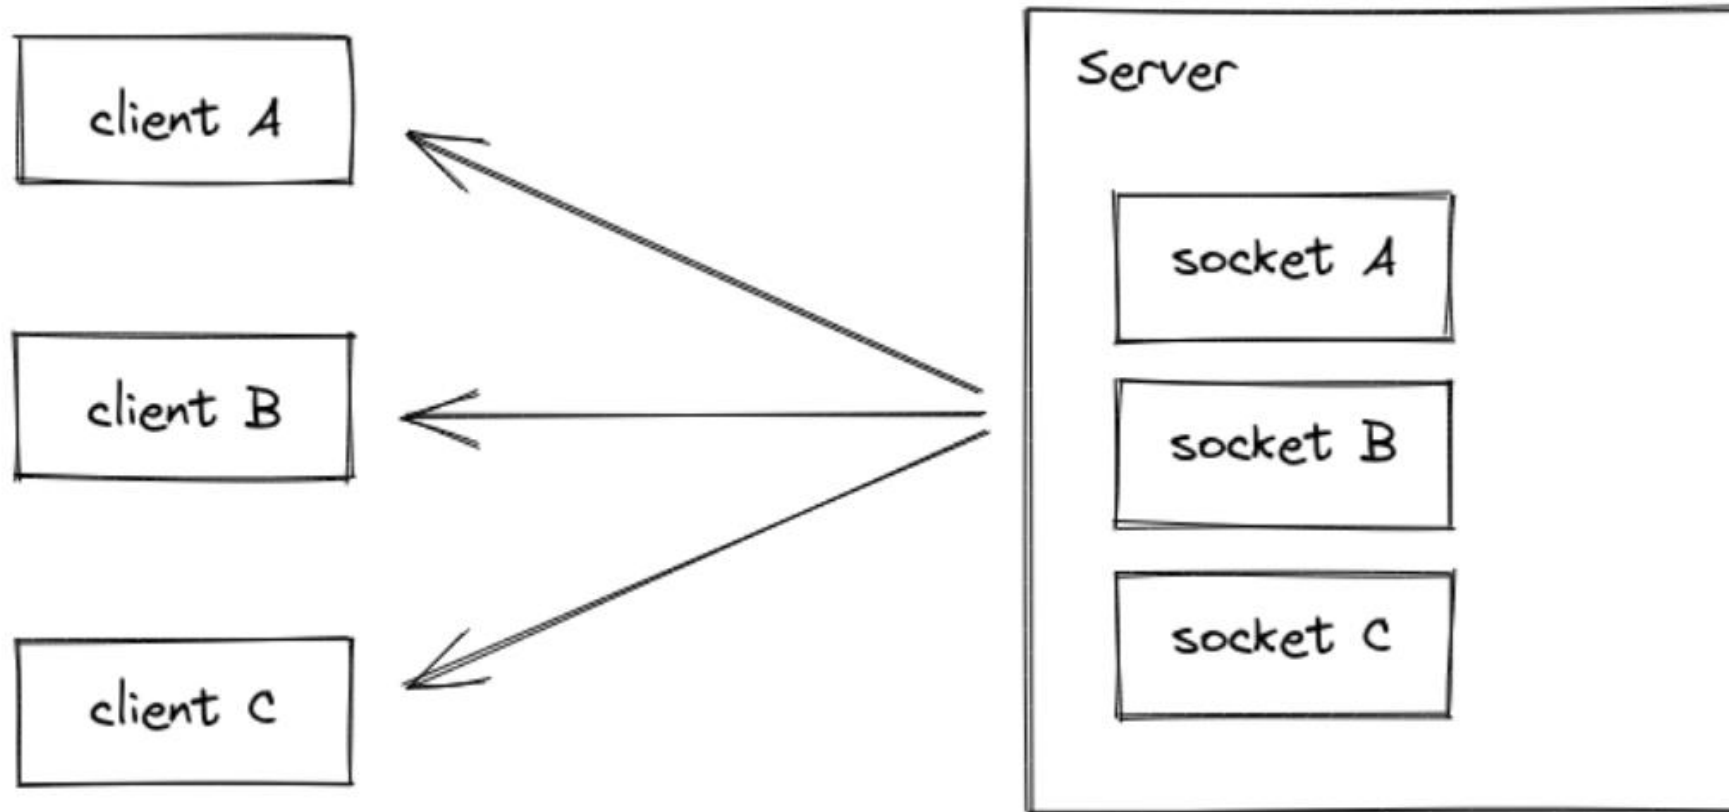 client A
client B
client C
Server
socket A
socket B
socket C